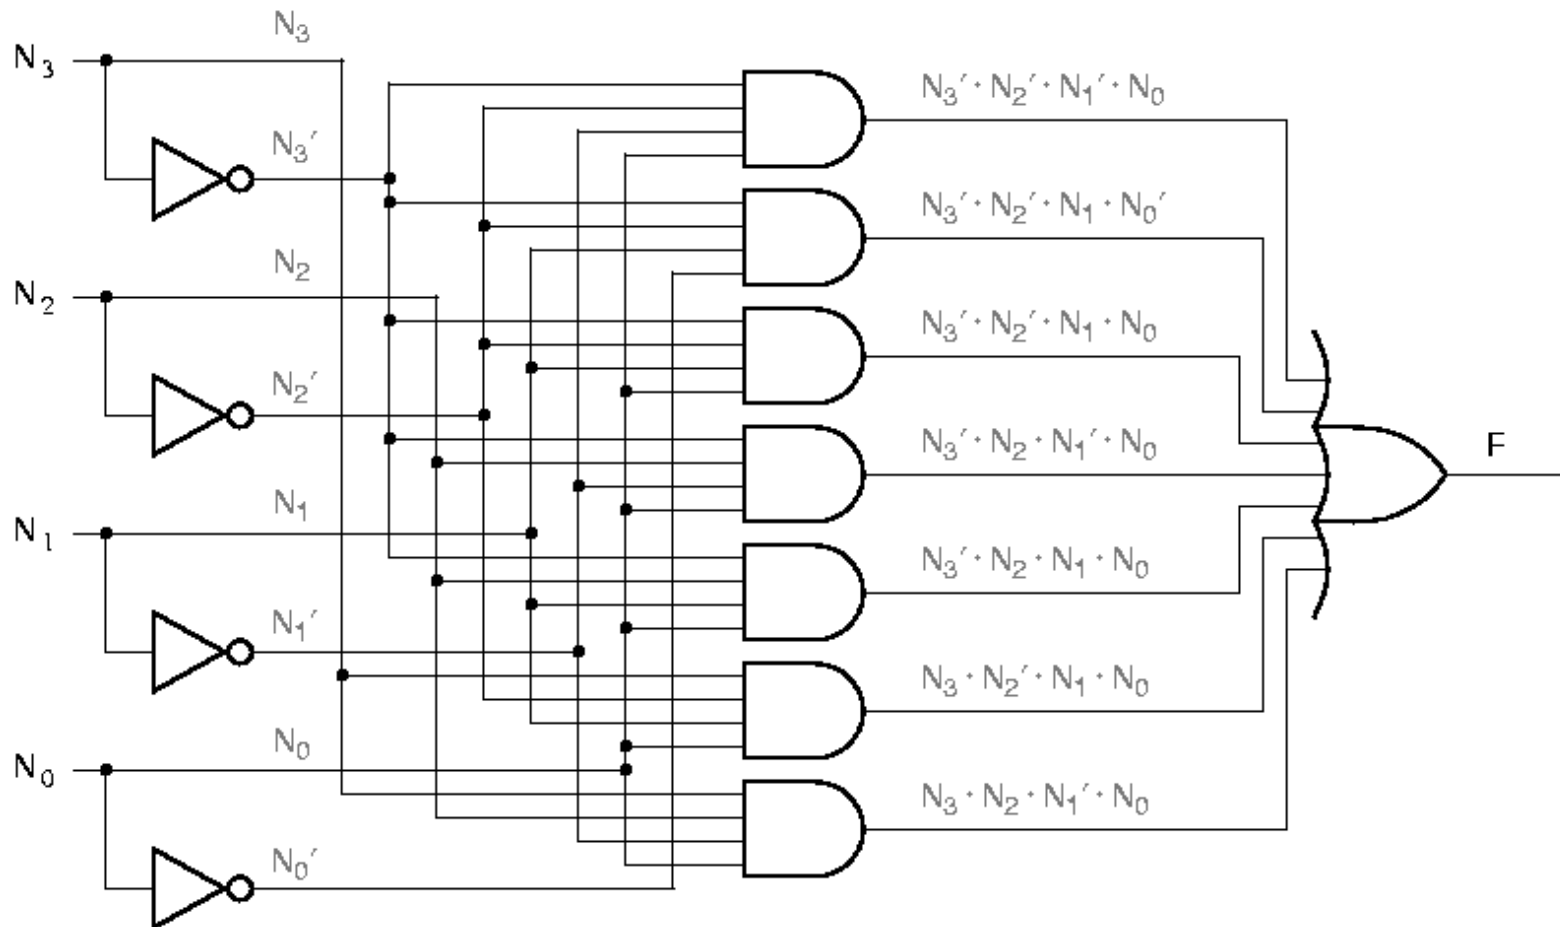 N₃
N₃
N₃′
N₂
N₂
N₂′
N₁
N₁
N₁′
N₀
N₀
N₀′
N₃′ · N₂′ · N₁′ · N₀
N₃′ · N₂′ · N₁ · N₀′
N₃′ · N₂′ · N₁ · N₀
N₃′ · N₂ · N₁′ · N₀
N₃′ · N₂ · N₁ · N₀
N₃ · N₂′ · N₁ · N₀
N₃ · N₂ · N₁′ · N₀
F